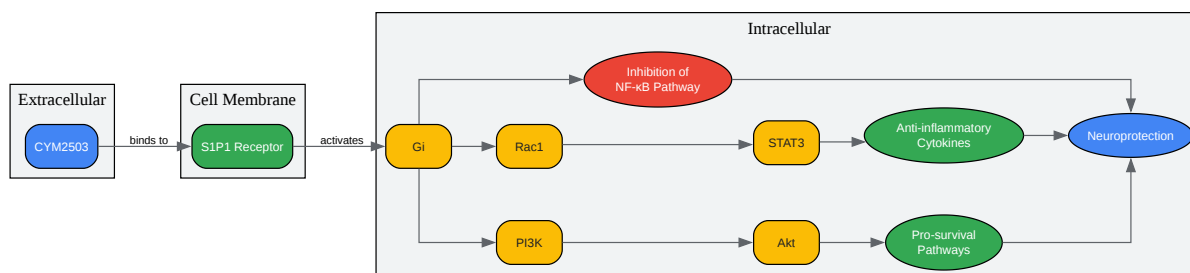 Intracellular
Extracellular
Cell Membrane
Inhibition of
NF-κB Pathway
CYM2503
binds to
S1P1 Receptor
activates
Gi
Rac1
STAT3
Anti-inflammatory
Cytokines
Neuroprotection
PI3K
Akt
Pro-survival
Pathways